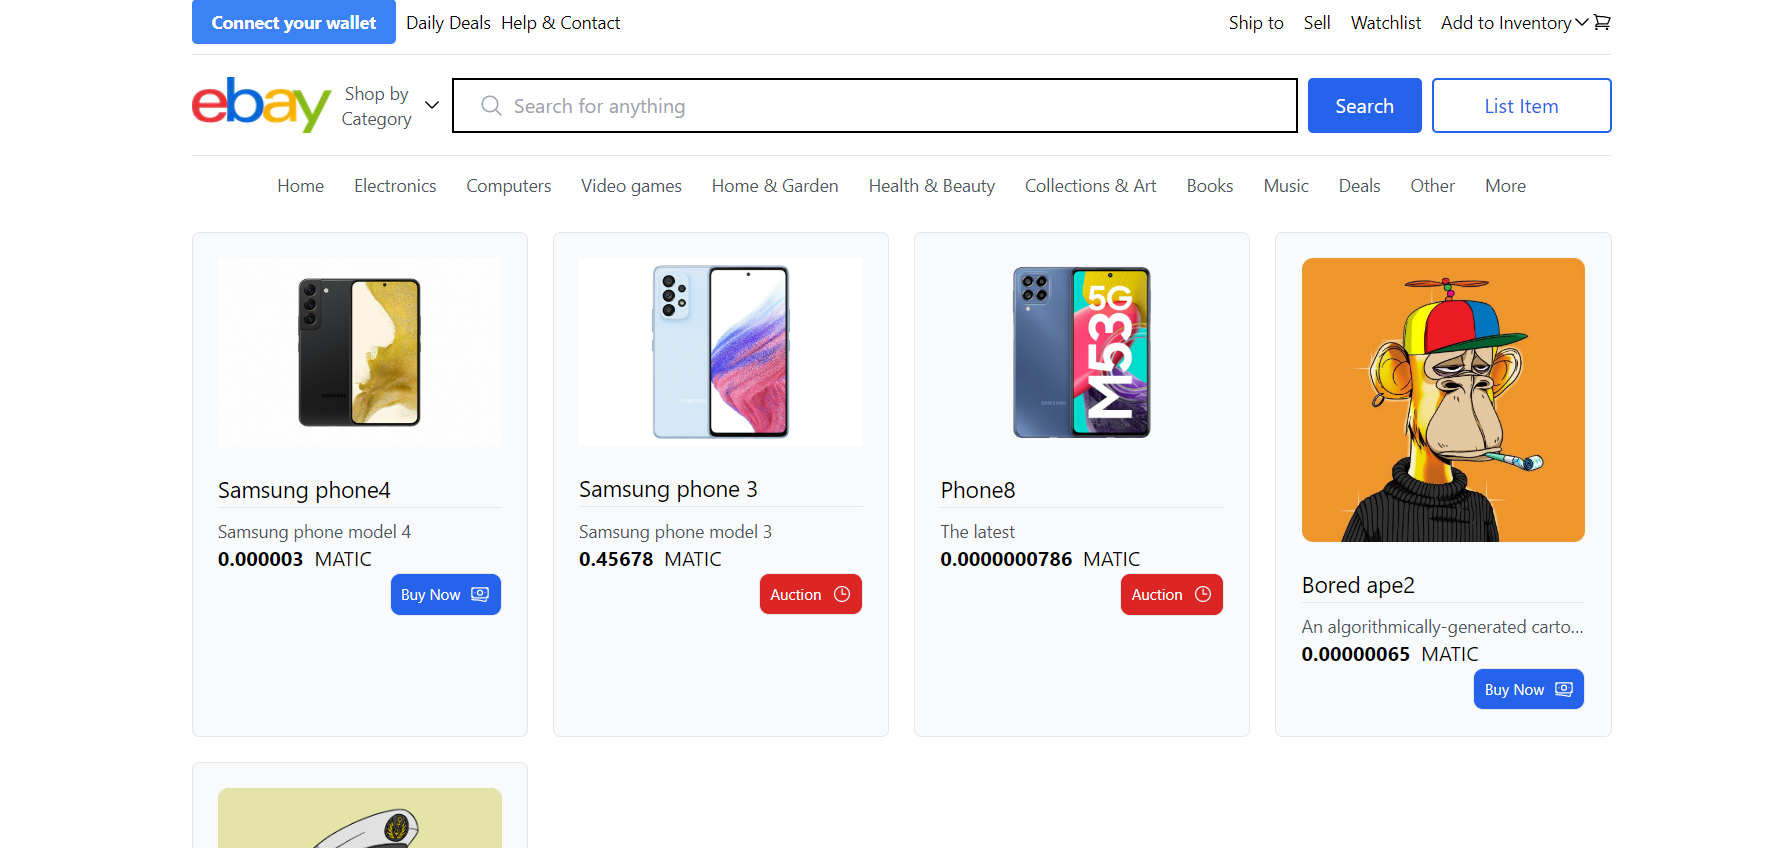 Connect your wallet Daily Deals Help & Contact Ship to Sell Watchlist Add to Inventory
ebay Shop by Category Search for anything Search List Item
Home Electronics Computers Video games Home & Garden Health & Beauty Collections & Art Books Music Deals Other More
Samsung phone4
Samsung phone model 4
0.000003 MATIC
Buy Now
SAMSUNG
Samsung phone 3
Samsung phone model 3
0.45678 MATIC
Auction
5G
M53
SAMSUNG
Phone8
The latest
0.0000000786 MATIC
Auction
Bored ape2
An algorithmically-generated carto...
0.00000065 MATIC
Buy Now